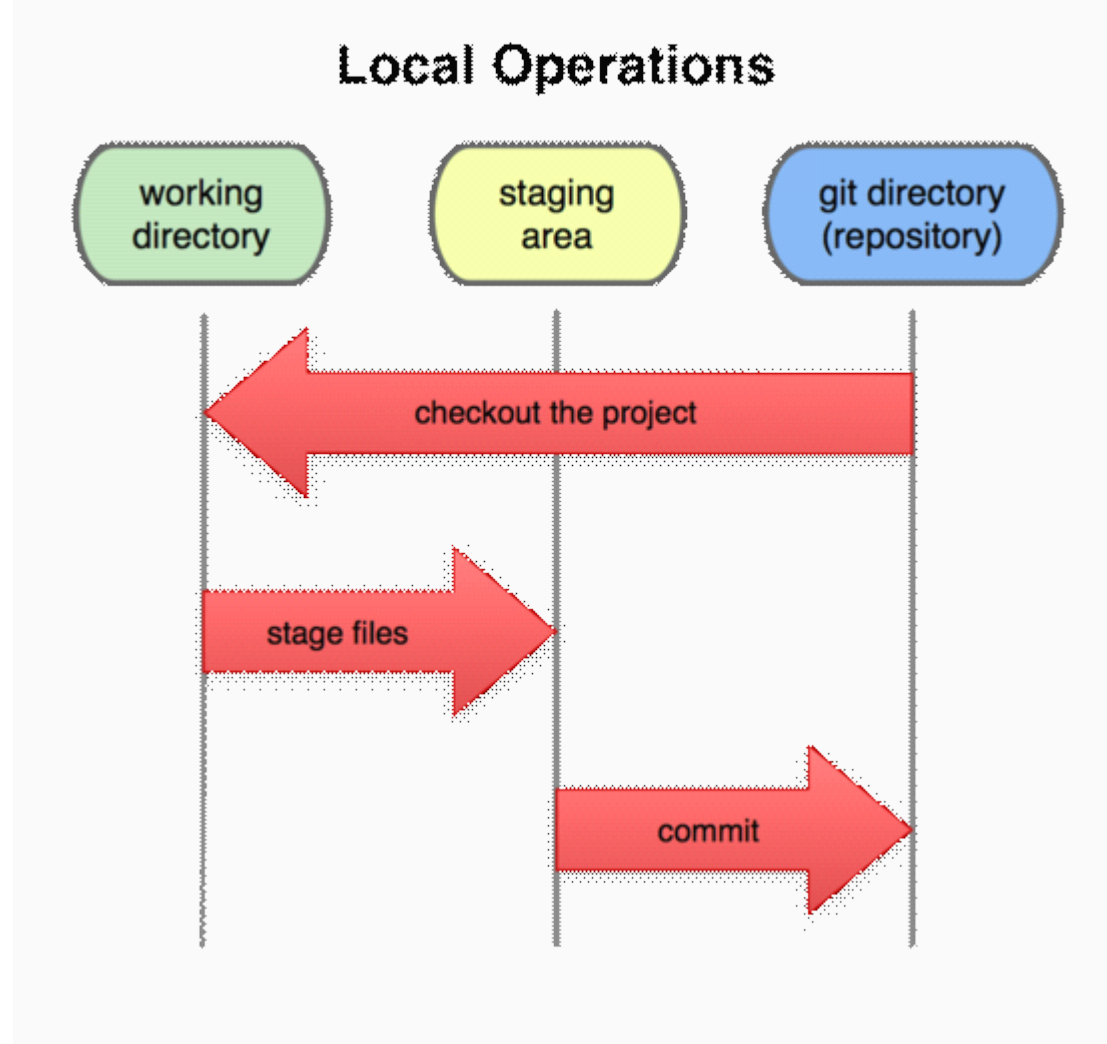 Local Operations
working
directory
staging
area
git directory
(repository)
checkout the project
stage files
commit